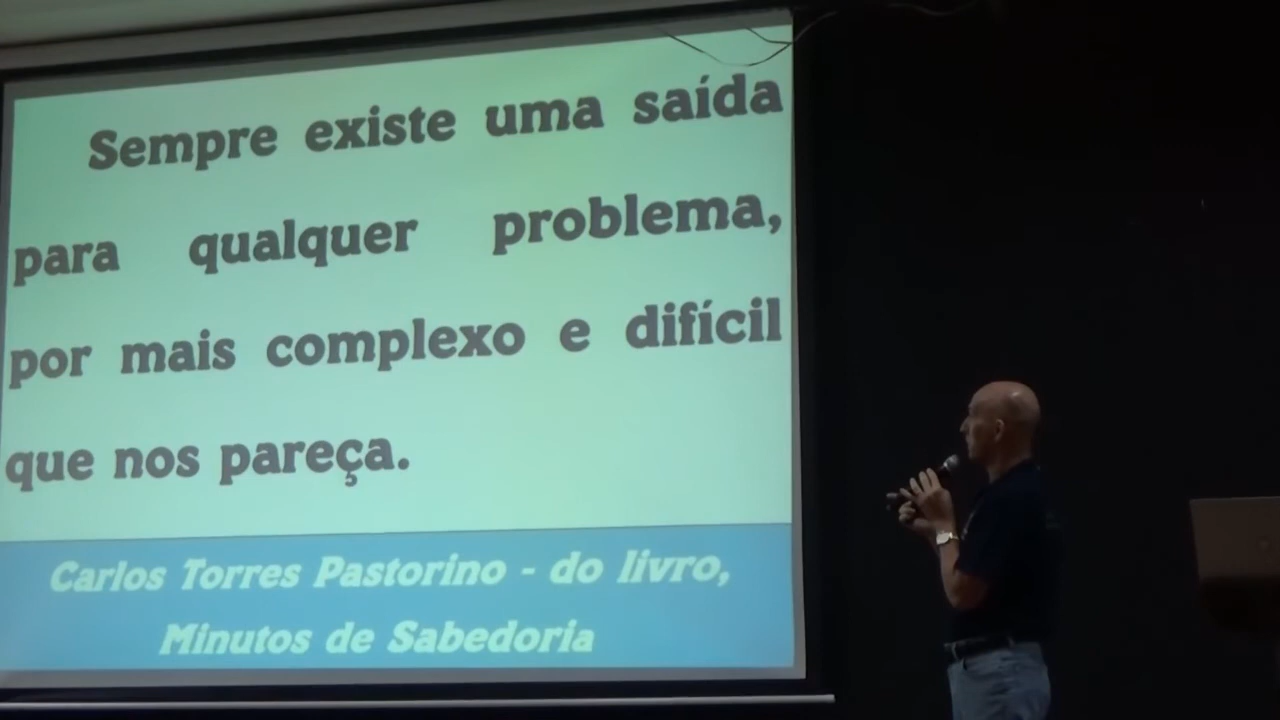 Sempre existe uma saída
para qualquer problema,
por mais complexo e difícil
que nos pareça.
Carlos Torres Pastorino - do livro,
Minutos de Sabedoria